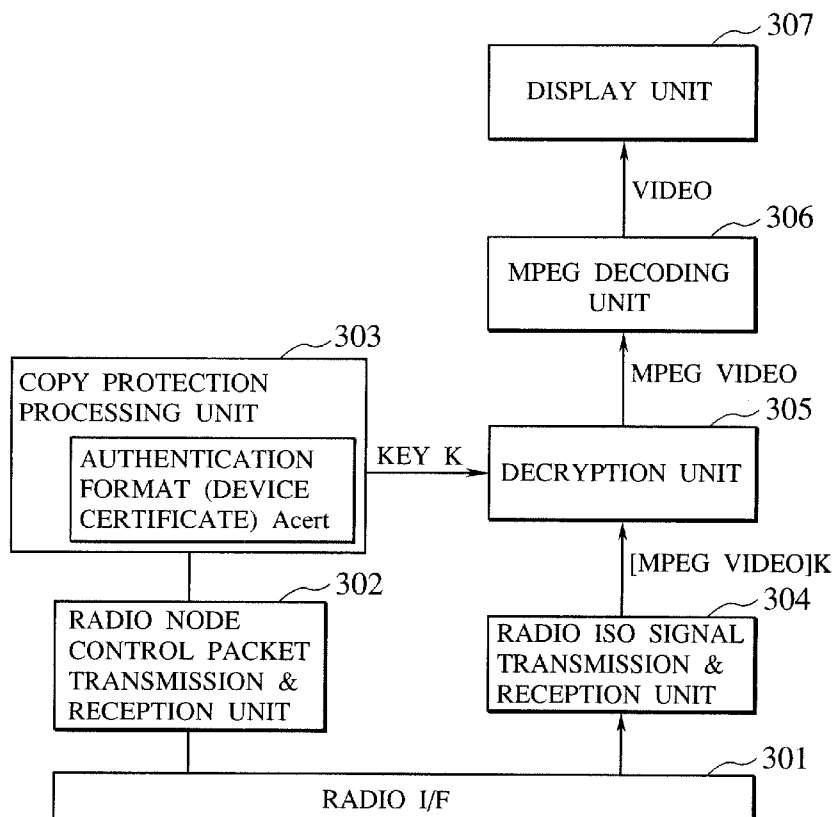 307
DISPLAY UNIT
VIDEO
306
MPEG DECODING
UNIT
303
COPY PROTECTION
PROCESSING UNIT
MPEG VIDEO
305
AUTHENTICATION
FORMAT (DEVICE
CERTIFICATE) Acert
KEY K
DECRYPTION UNIT
[MPEG VIDEO]K
302
RADIO NODE
CONTROL PACKET
TRANSMISSION &
RECEPTION UNIT
304
RADIO ISO SIGNAL
TRANSMISSION &
RECEPTION UNIT
301
RADIO I/F